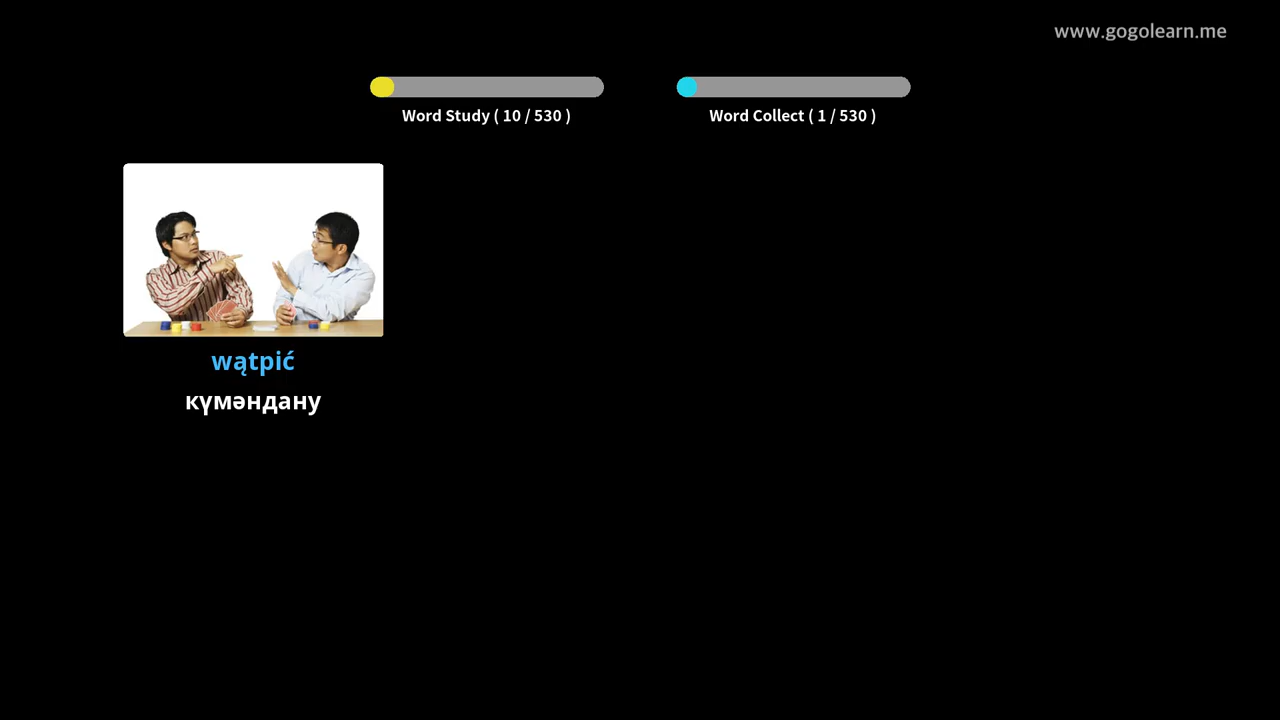 www.gogolearn.me
Word Study ( 10 / 530 )
Word Collect ( 1 / 530 )
wątpić
күмәндану